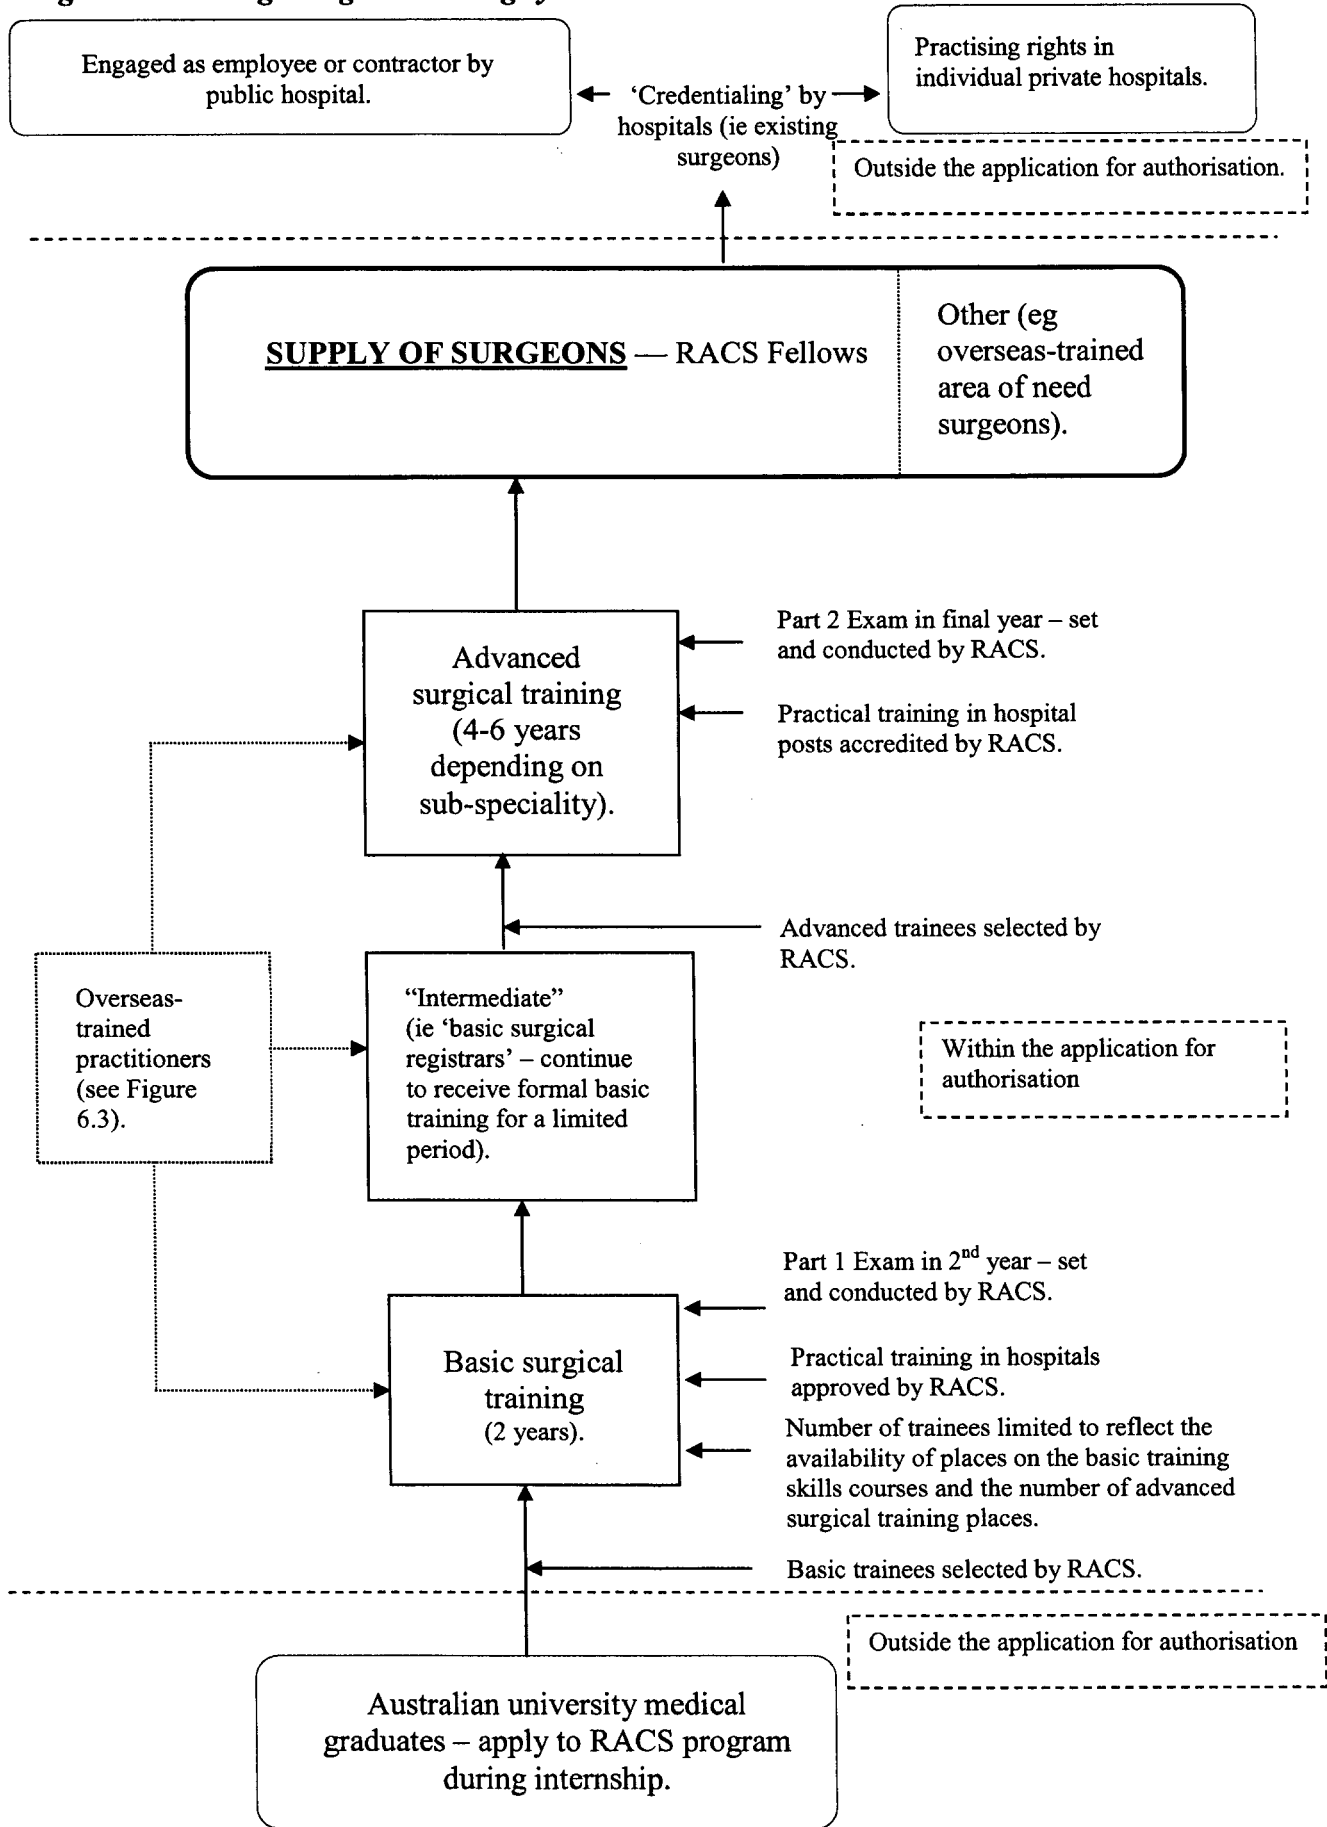 Engaged as employee or contractor by
public hospital.
‘Credentialing’ by
hospitals (ie existing
surgeons)
Practising rights in
individual private hospitals.
Outside the application for authorisation.
SUPPLY OF SURGEONS — RACS Fellows
Other (eg
overseas-trained
area of need
surgeons).
Advanced
surgical training
(4-6 years
depending on
sub-speciality).
Part 2 Exam in final year – set
and conducted by RACS.
Practical training in hospital
posts accredited by RACS.
Advanced trainees selected by
RACS.
Overseas-
trained
practitioners
(see Figure
6.3).
“Intermediate”
(ie ‘basic surgical
registrars’ – continue
to receive formal basic
training for a limited
period).
Within the application for
authorisation
Part 1 Exam in 2nd year – set
and conducted by RACS.
Basic surgical
training
(2 years).
Practical training in hospitals
approved by RACS.
Number of trainees limited to reflect the
availability of places on the basic training
skills courses and the number of advanced
surgical training places.
Basic trainees selected by RACS.
Outside the application for authorisation
Australian university medical
graduates – apply to RACS program
during internship.